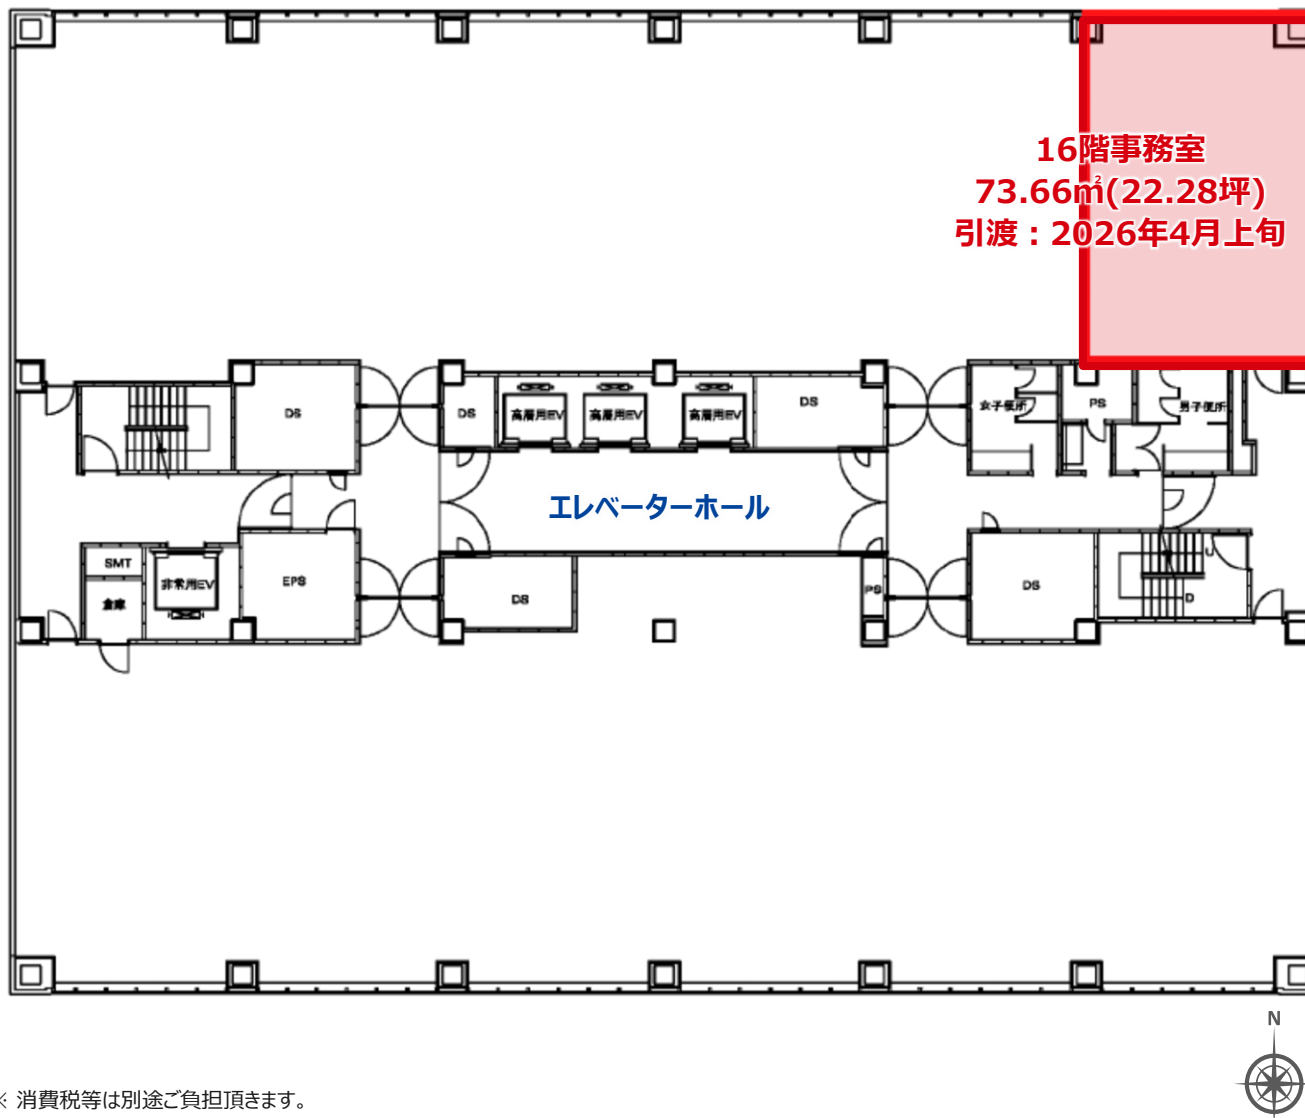 16階事務室
73.66㎡(22.28坪)
引渡：2026年4月上旬
DS
DS
高層用EV
高層用EV
高層用EV
DS
女子便所
PS
男子便所
エレベーターホール
SMT
倉庫
非常用EV
EPS
DS
PS
DS
U
D
N
※ 消費税等は別途ご負担頂きます。